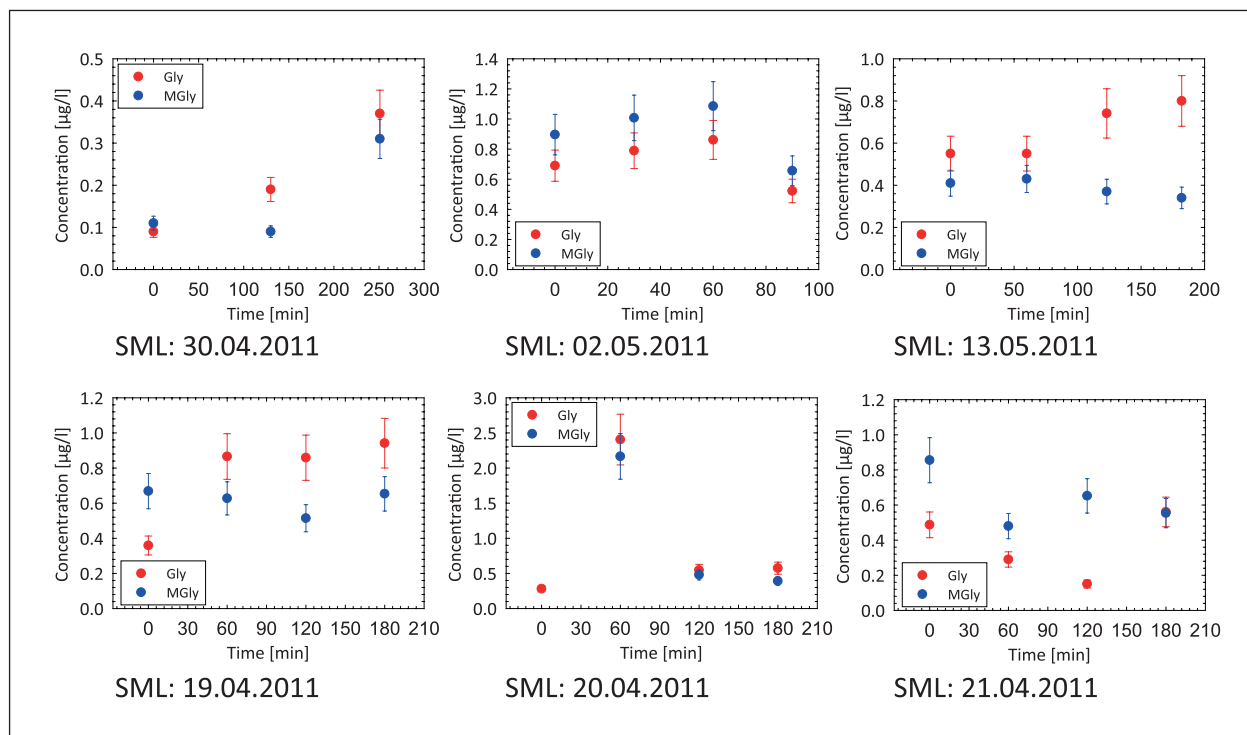 0.5
0.4
0.3
0.2
0.1
0.0
Concentration [µg/l]
Gly
MGly
0 50 100 150 200 250 300
Time [min]
SML: 30.04.2011
1.4
1.2
1.0
0.8
0.6
0.4
0.2
0.0
Concentration [µg/l]
Gly
MGly
0 20 40 60 80 100
Time [min]
SML: 02.05.2011
1.0
0.8
0.6
0.4
0.2
0.0
Concentration [µg/l]
Gly
MGly
0 50 100 150 200
Time [min]
SML: 13.05.2011
1.2
1.0
0.8
0.6
0.4
0.2
0.0
Concentration [µg/l]
Gly
MGly
0 30 60 90 120 150 180 210
Time [min]
SML: 19.04.2011
3.0
2.5
2.0
1.5
1.0
0.5
0.0
Concentration [µg/l]
Gly
MGly
0 30 60 90 120 150 180 210
Time [min]
SML: 20.04.2011
1.2
1.0
0.8
0.6
0.4
0.2
0.0
Concentration [µg/l]
Gly
MGly
0 30 60 90 120 150 180 210
Time [min]
SML: 21.04.2011